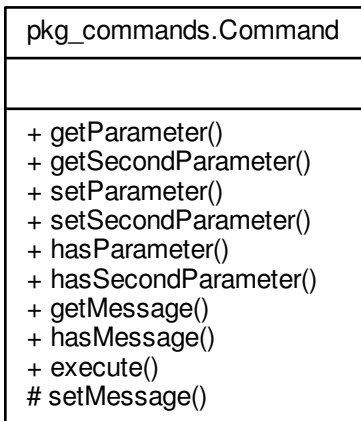 pkg_commands.Command
+ getParameter()
+ getSecondParameter()
+ setParameter()
+ setSecondParameter()
+ hasParameter()
+ hasSecondParameter()
+ getMessage()
+ hasMessage()
+ execute()
# setMessage()